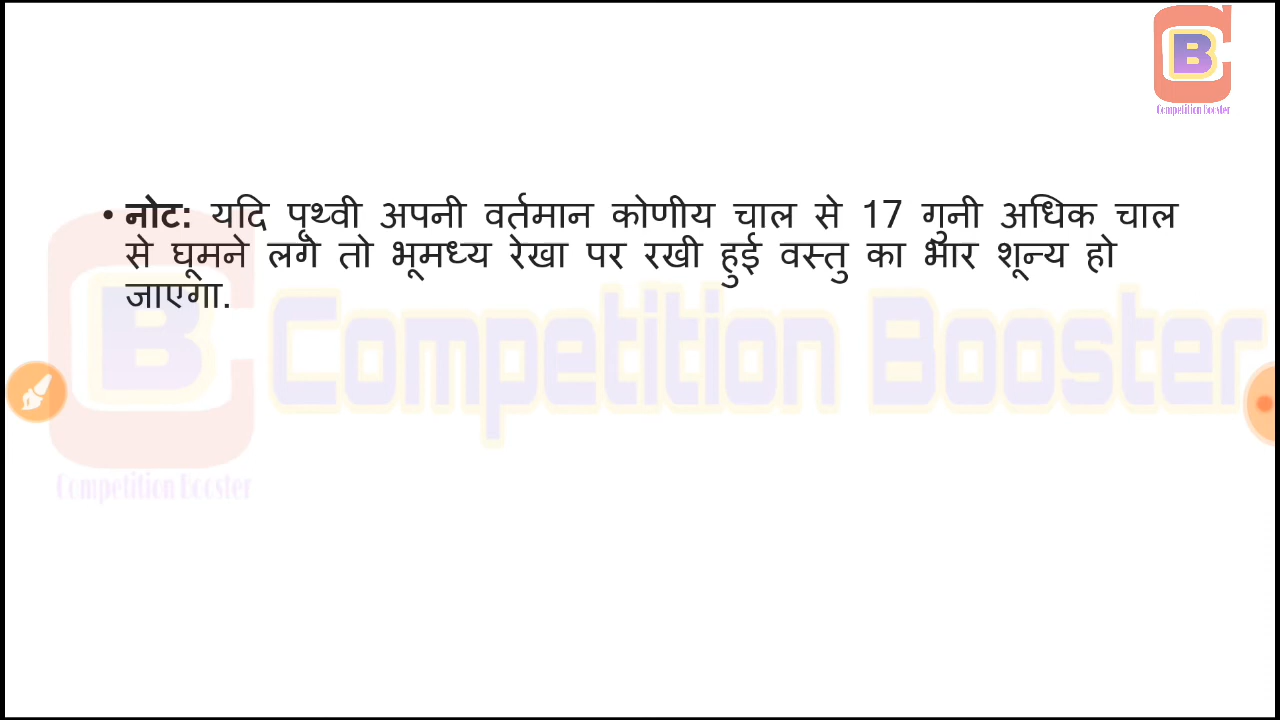 Competition Booster
• नोट: यदि पृथ्वी अपनी वर्तमान कोणीय चाल से 17 गुनी अधिक चाल
से घूमने लगे तो भूमध्य रेखा पर रखी हुई वस्तु का भार शून्य हो
जाएगा.
Competition Booster
Competition Booster